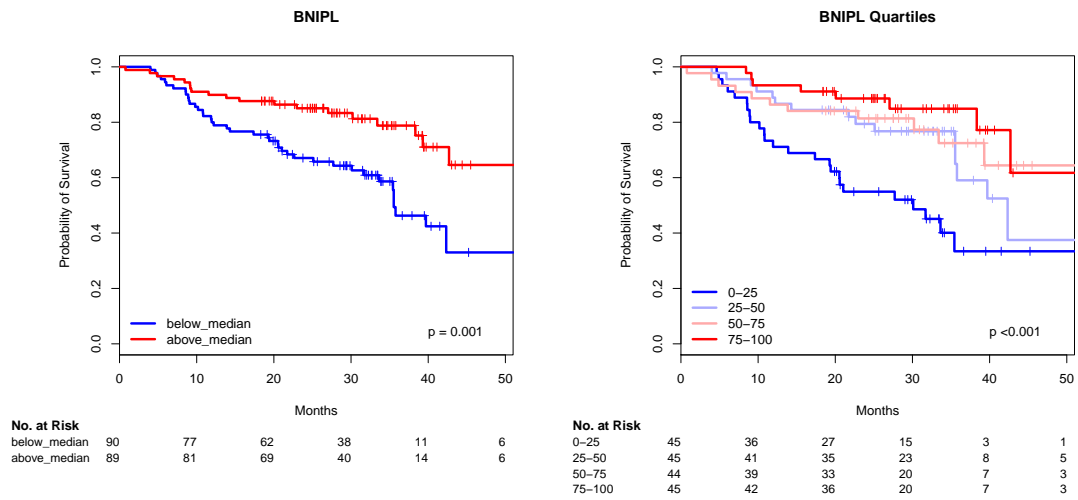 BNIPL
Probability of Survival
1.0
0.8
0.6
0.4
0.2
0.0
below_median
above_median
p = 0.001
0 10 20 30 40 50
Months
No. at Risk
below_median 90 77 62 38 11 6
above_median 89 81 69 40 14 6
BNIPL Quartiles
Probability of Survival
1.0
0.8
0.6
0.4
0.2
0.0
0−25
25−50
50−75
75−100
p <0.001
0 10 20 30 40 50
Months
No. at Risk
0−25 45 36 27 15 3 1
25−50 45 41 35 23 8 5
50−75 44 39 33 20 7 3
75−100 45 42 36 20 7 3